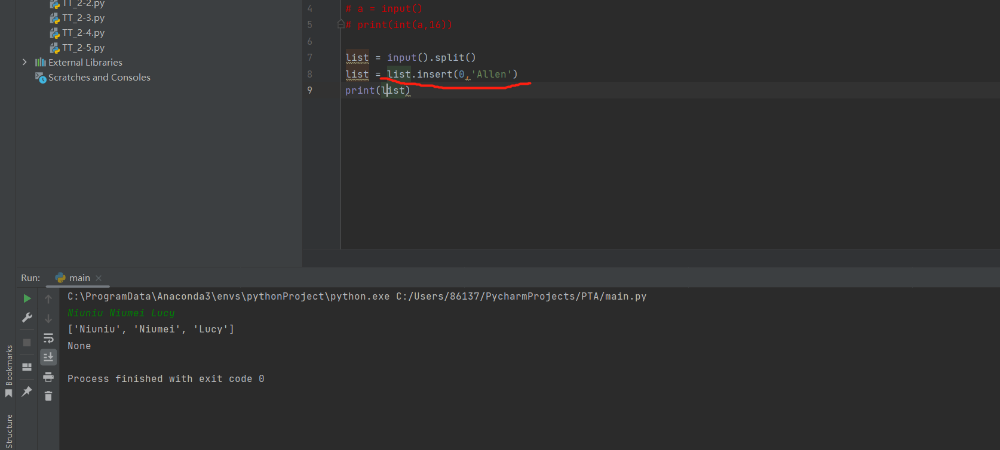 TT_2-2.py
TT_2-3.py
TT_2-4.py
TT_2-5.py
External Libraries
Scratches and Consoles
4 # a = input()
5 # print(int(a,16))
6
7 list = input().split()
8 list = list.insert(0,'Allen')
9 print(list)
Run: main
C:\ProgramData\Anaconda3\envs\pythonProject\python.exe C:/Users/86137/PycharmProjects/PTA/main.py
Niuniu Niumei Lucy
['Niuniu', 'Niumei', 'Lucy']
None
Process finished with exit code 0
Bookmarks
Structure